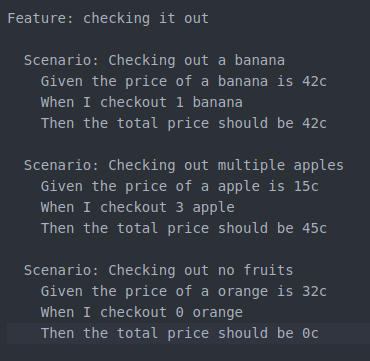 Feature: checking it out
Scenario: Checking out a banana
Given the price of a banana is 42c
When I checkout 1 banana
Then the total price should be 42c
Scenario: Checking out multiple apples
Given the price of a apple is 15c
When I checkout 3 apple
Then the total price should be 45c
Scenario: Checking out no fruits
Given the price of a orange is 32c
When I checkout 0 orange
Then the total price should be 0c